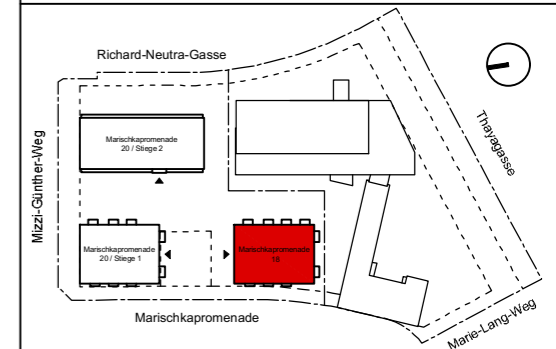 Richard-Neutra-Gasse
Mizzi-Günther-Weg
Marischkapromenade
20 / Stiege 2
Thayagasse
Marischkapromenade
20 / Stiege 1
Marischkapromenade
18
Marischkapromenade
Marie-Lang-Weg